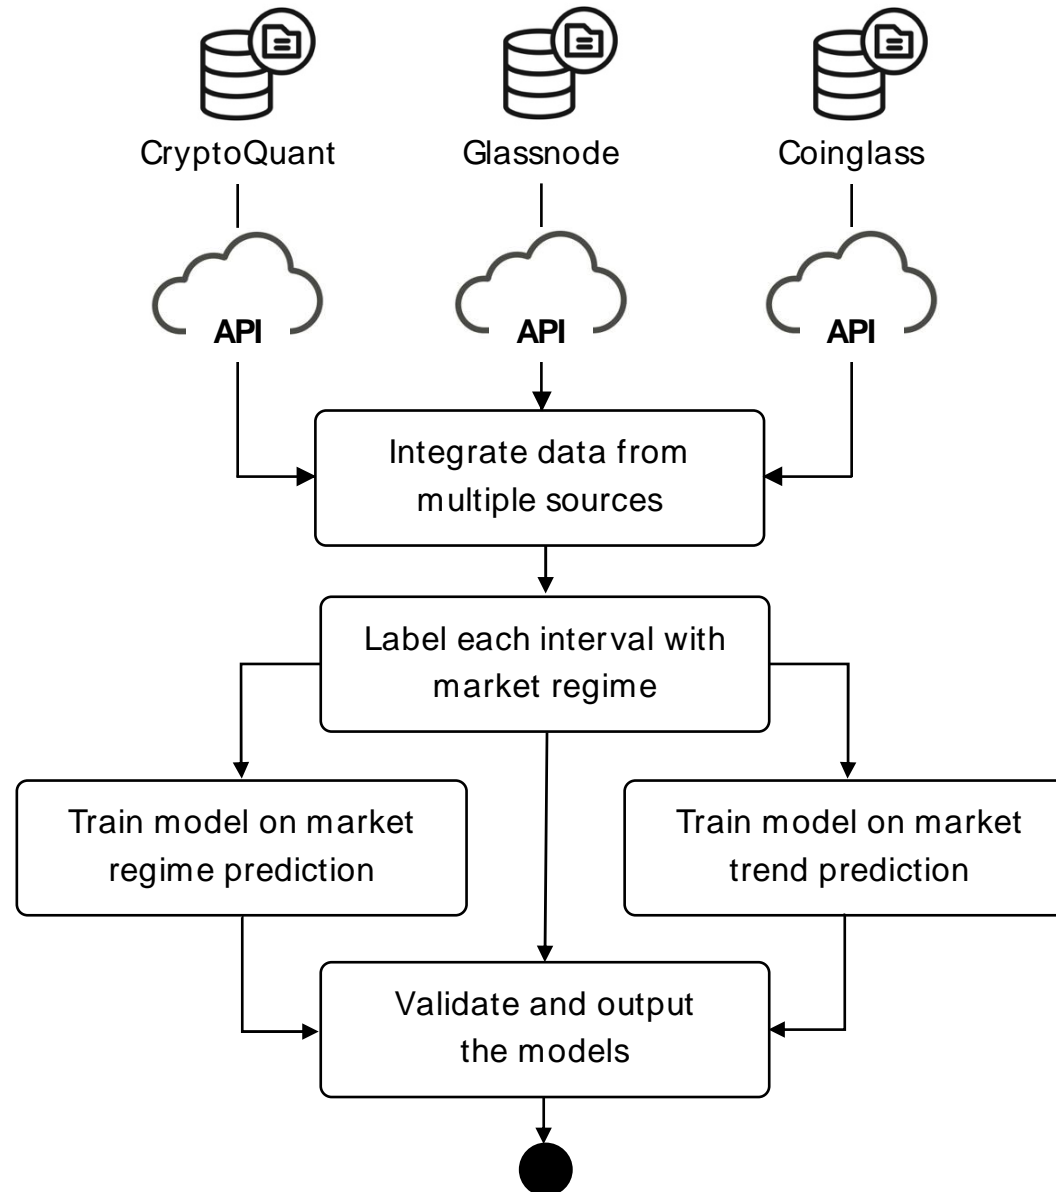 CryptoQuant
Glassnode
Coinglass
API
API
API
Integrate data from
multiple sources
Label each interval with
market regime
Train model on market
regime prediction
Train model on market
trend prediction
Validate and output
the models